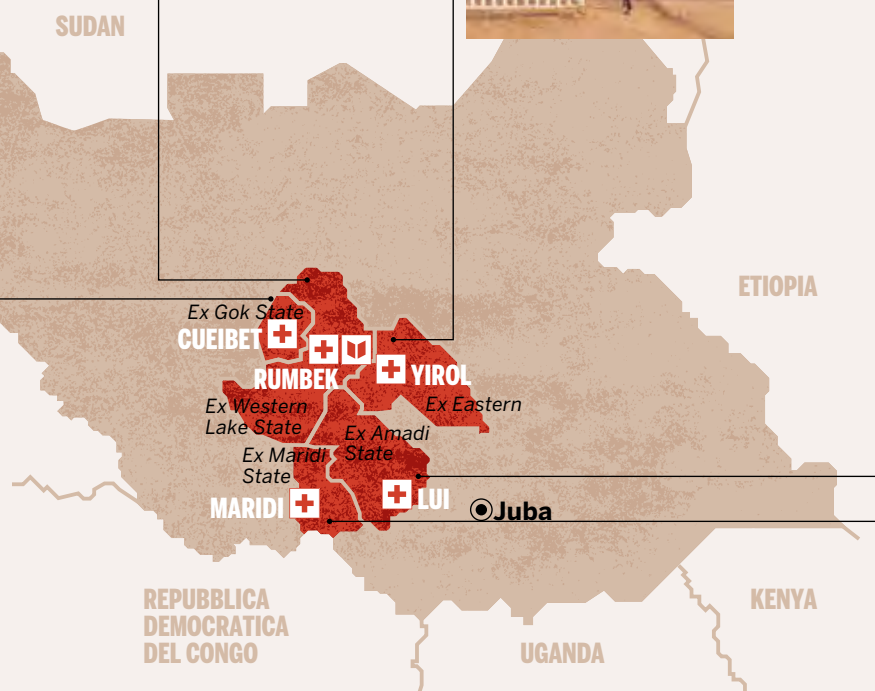 SUDAN
ETIOPIA
Ex Gok State
CUEIBET
RUMBEK
YIROL
Ex Western
Lake State
Ex Eastern
Ex Amadi
State
Ex Maridi
State
MARIDI
LUI
Juba
REPUBBLICA
DEMOCRATICA
DEL CONGO
UGANDA
KENYA